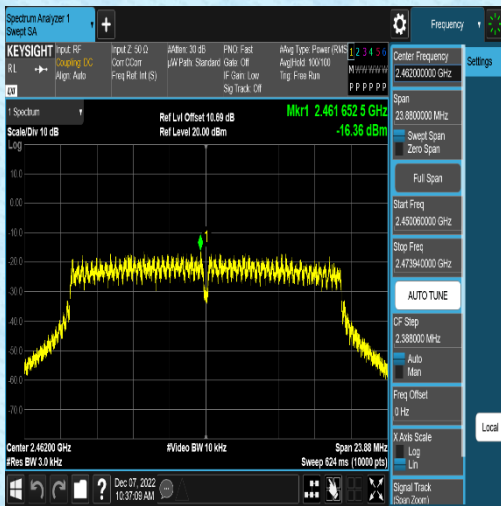 Spectrum Analyzer 1
Swept SA
+
Frequency
KEYSIGHT
RL
LXI
Input: RF
Coupling: DC
Align: Auto
Input Z: 50 Ω
Corr CCorr
Freq Ref: Int (S)
#Atten: 30 dB
µW Path: Standard
PNO: Fast
Gate: Off
IF Gain: Low
Sig Track: Off
#Avg Type: Power (RMS
Avg|Hold: 100/100
Trig: Free Run
1 2 3 4 5 6
M W W W W W
P P P P P P
1 Spectrum
Scale/Div 10 dB
Ref Lvl Offset 10.69 dB
Ref Level 20.00 dBm
Mkr1 2.461 652 5 GHz
-16.36 dBm
Log
10.0
0.00
-10.0
-20.0
-30.0
-40.0
-50.0
-60.0
-70.0
1
Center 2.46200 GHz
#Res BW 3.0 kHz
#Video BW 10 kHz
Span 23.88 MHz
Sweep 624 ms (10000 pts)
?
Dec 07, 2022
10:37:09 AM
Center Frequency
2.462000000 GHz
Span
23.8800000 MHz
Swept Span
Zero Span
Full Span
Start Freq
2.450060000 GHz
Stop Freq
2.473940000 GHz
AUTO TUNE
CF Step
2.388000 MHz
Auto
Man
Freq Offset
0 Hz
X Axis Scale
Log
Lin
Signal Track
(Span Zoom)
Settings
Local